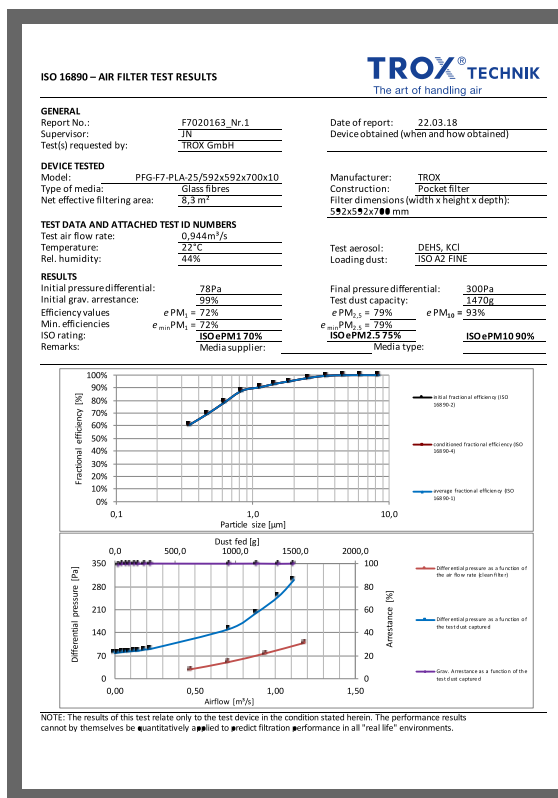 TROX® TECHNIK
ISO 16890 – AIR FILTER TEST RESULTS
The art of handling air
GENERAL
Report No.: F7020163_Nr.1 Date of report: 22.03.18
Supervisor: JN Device obtained (when and how obtained)
Test(s) requested by: TROX GmbH
DEVICE TESTED
Model: PFG-F7-PLA-25/592x592x700x10 Manufacturer: TROX
Type of media: Glass fibres Construction: Pocket filter
Net effective filtering area: 8,3 m² Filter dimensions (width x height x depth):
592x592x700 mm
TEST DATA AND ATTACHED TEST ID NUMBERS
Test air flow rate: 0,944m³/s
Temperature: 22°C Test aerosol: DEHS, KCl
Rel. humidity: 44% Loading dust: ISO A2 FINE
RESULTS
Initial pressure differential: 78Pa Final pressure differential: 300Pa
Initial grav. arrestance: 99% Test dust capacity: 1470g
Efficiency values e PM1 = 72% e PM2,5 = 79% e PM10 = 93%
Min. efficiencies e minPM1 = 72% e minPM2.5 = 79%
ISO rating: ISO ePM1 70% ISO ePM2.5 75% ISO ePM10 90%
Remarks: Media supplier: Media type:
Fractional efficiency [%]
100%
90%
80%
70%
60%
50%
40%
30%
20%
10%
0%
0,1 1,0 10,0
Particle size [µm]
initial fractional efficiency (ISO
16890-2)
conditioned fractional efficiency (ISO
16890-4)
average fractional efficiency (ISO
16890-1)
Dust fed [g]
0,0 500,0 1000,0 1500,0 2000,0
Differential pressure [Pa]
350
280
210
140
70
0
100
80
60
40
20
0
Arrestance [%]
0,00 0,50 1,00 1,50
Airflow [m³/s]
Differential pressure as a function of
the air flow rate (clean filter)
Differential pressure as a function of
the test dust captured
Grav. Arrestance as a function of the
test dust captured
NOTE: The results of this test relate only to the test device in the condition stated herein. The performance results
cannot by themselves be quantitatively applied to predict filtration performance in all "real life" environments.